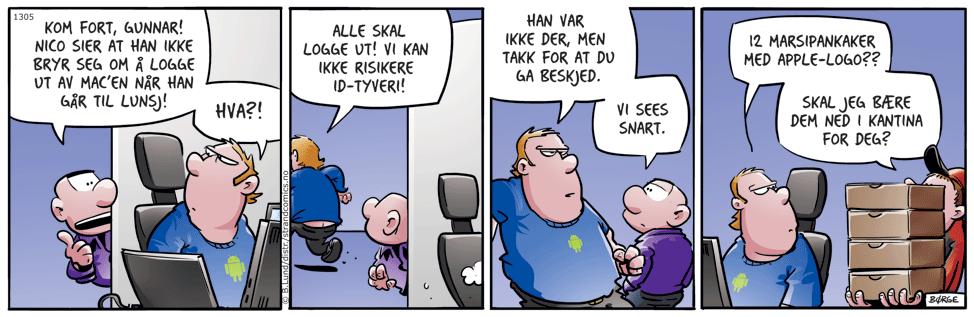 1305
KOM FORT, GUNNAR!
NICO SIER AT HAN IKKE
BRYR SEG OM Å LOGGE
UT AV MAC'EN NÅR HAN
GÅR TIL LUNSJ!
HVA?!
© B.Lund/distr./strandcomics.no
ALLE SKAL
LOGGE UT! VI KAN
IKKE RISIKERE
ID-TYVERI!
HAN VAR
IKKE DER, MEN
TAKK FOR AT DU
GA BESKJED.
VI SEES
SNART.
12 MARSIPANKAKER
MED APPLE-LOGO??
SKAL JEG BÆRE
DEM NED I KANTINA
FOR DEG?
BØRGE